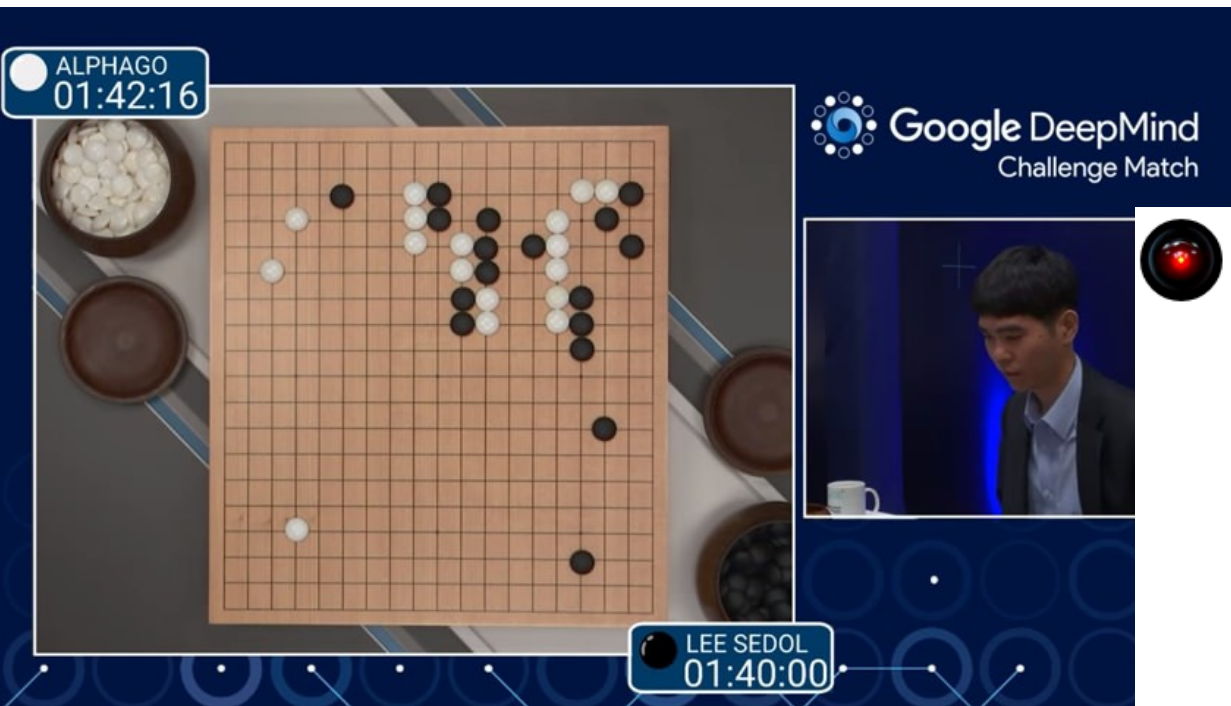 ALPHAGO
01:42:16
Google DeepMind
Challenge Match
LEE SEDOL
01:40:00